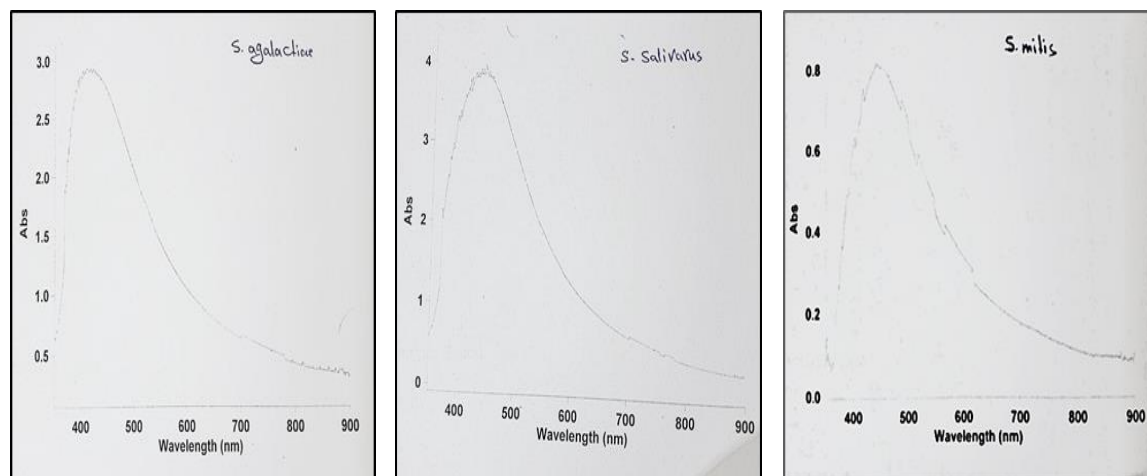 S. agalactiae
3.0
2.5
2.0
1.5
1.0
0.5
Abs
400 500 600 700 800 900
Wavelength (nm)
S. Salivarus
4
3
2
1
0
Abs
400 500 600 700 800 900
Wavelength (nm)
S. mitis
0.8
0.6
0.4
0.2
0.0
Abs
400 500 600 700 800 900
Wavelength (nm)